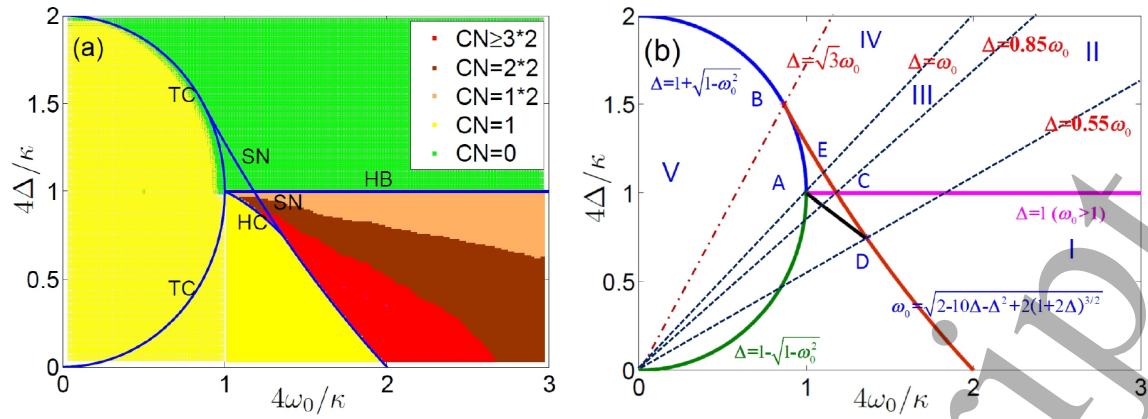 (a)
CN≥3*2
CN=2*2
CN=1*2
CN=1
CN=0
TC
SN
HB
SN
HC
TC
2
1.5
1
0.5
0
0
1
2
3
4Δ/κ
4ω₀/κ
(b)
IV
Δ=√3ω₀
Δ=ω₀
Δ=0.85ω₀
II
Δ=1+√1-ω₀²
III
B
Δ=0.55ω₀
E
V
A
C
Δ=1 (ω₀>1)
D
I
ω₀=√2-10Δ-Δ²+2(1+2Δ)³/²
Δ=1-√1-ω₀²
2
1.5
1
0.5
0
0
1
2
3
4Δ/κ
4ω₀/κ